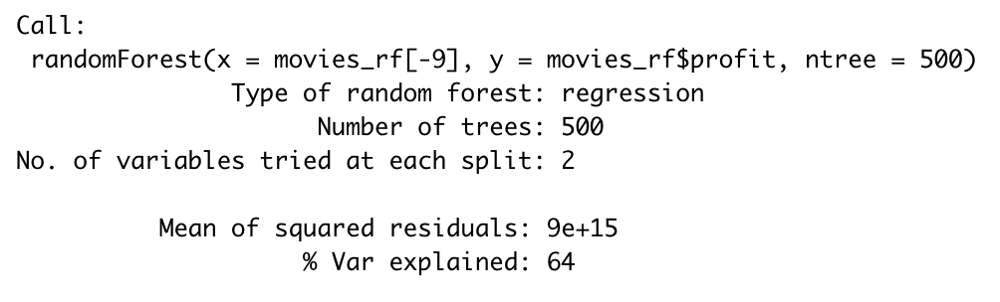 Call:
randomForest(x = movies_rf[-9], y = movies_rf$profit, ntree = 500)
Type of random forest: regression
Number of trees: 500
No. of variables tried at each split: 2
Mean of squared residuals: 9e+15
% Var explained: 64